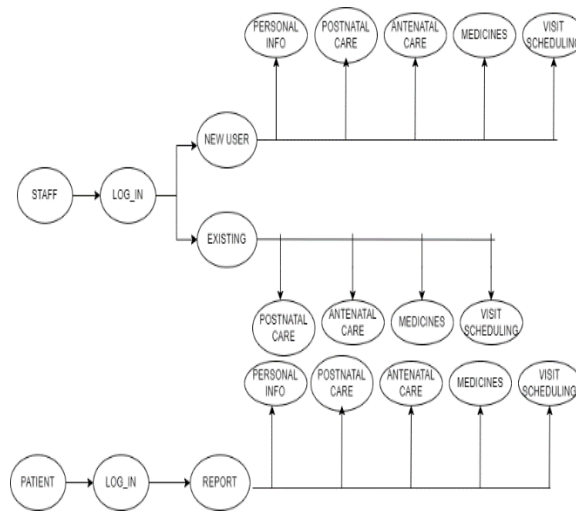 PERSONAL
INFO
POSTNATAL
CARE
ANTENATAL
CARE
MEDICINES
VISIT
SCHEDULING
NEW USER
STAFF
LOG_IN
EXISTING
POSTNATAL
CARE
ANTENATAL
CARE
MEDICINES
VISIT
SCHEDULING
PERSONAL
INFO
POSTNATAL
CARE
ANTENATAL
CARE
MEDICINES
VISIT
SCHEDULING
PATIENT
LOG_IN
REPORT